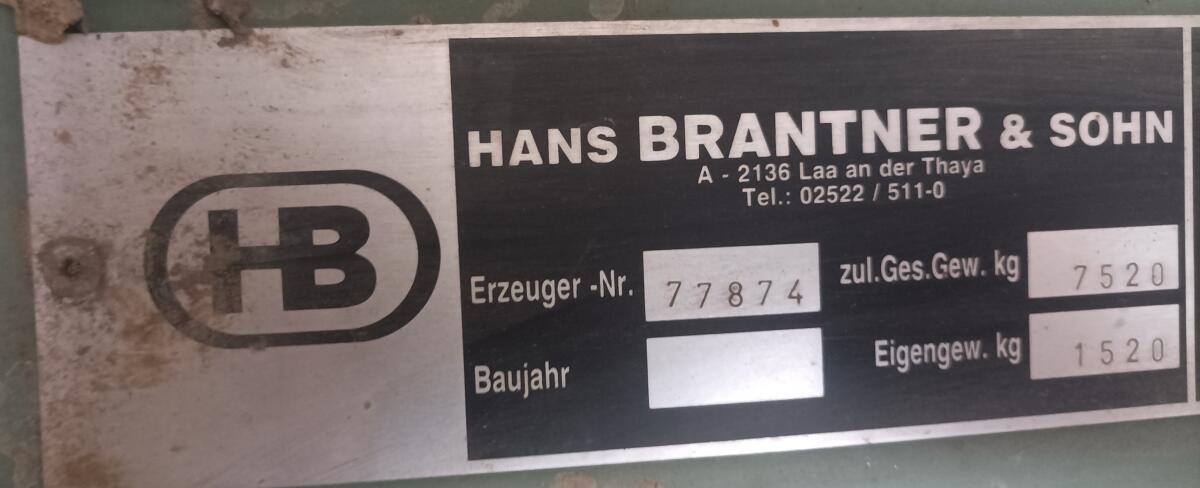 HB
HANS BRANTNER & SOHN
A - 2136 Laa an der Thaya
Tel.: 02522 / 511-0
Erzeuger -Nr. 77874
zul.Ges.Gew. kg 7520
Baujahr
Eigengew. kg 1520